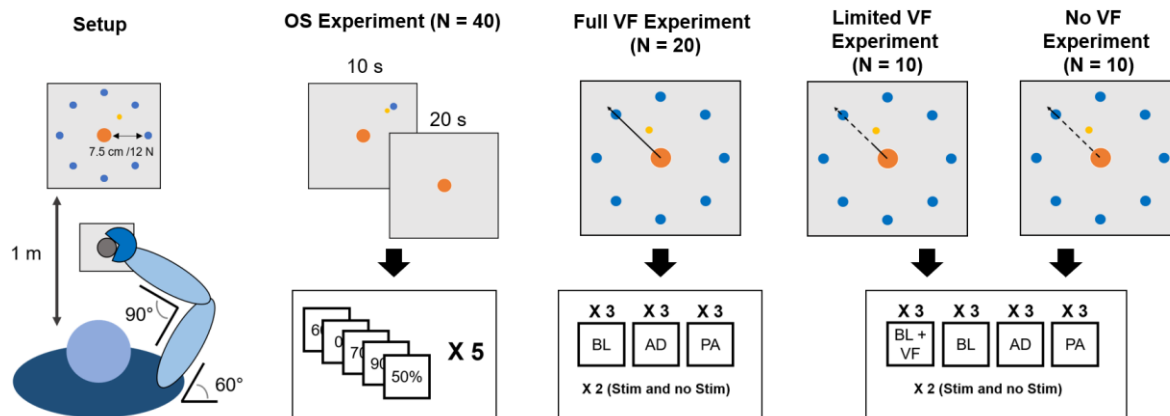 Setup
7.5 cm /12 N
1 m
90°
60°
OS Experiment (N = 40)
10 s
20 s
50%
X 5
Full VF Experiment
(N = 20)
X 3 X 3 X 3
BL AD PA
X 2 (Stim and no Stim)
Limited VF
Experiment
(N = 10)
No VF
Experiment
(N = 10)
X 3 X 3 X 3 X 3
BL +
VF
BL AD PA
X 2 (Stim and no Stim)